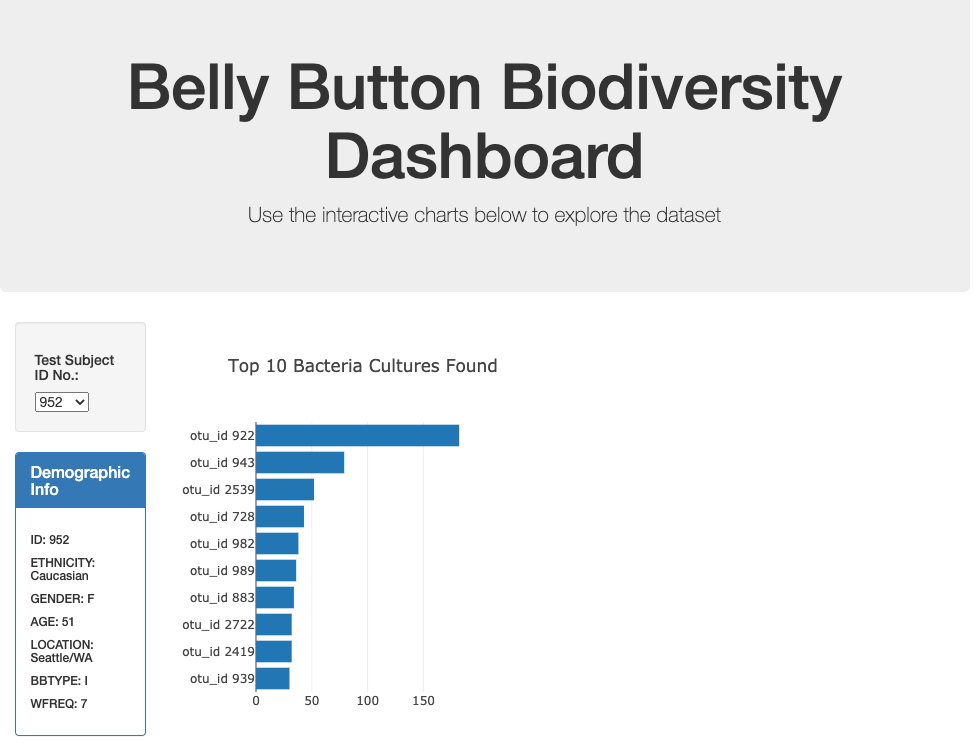 Belly Button Biodiversity
Dashboard
Use the interactive charts below to explore the dataset
Test Subject
ID No.:
952
Demographic
Info
ID: 952
ETHNICITY:
Caucasian
GENDER: F
AGE: 51
LOCATION:
Seattle/WA
BBTYPE: I
WFREQ: 7
Top 10 Bacteria Cultures Found
otu_id 922
otu_id 943
otu_id 2539
otu_id 728
otu_id 982
otu_id 989
otu_id 883
otu_id 2722
otu_id 2419
otu_id 939
0 50 100 150